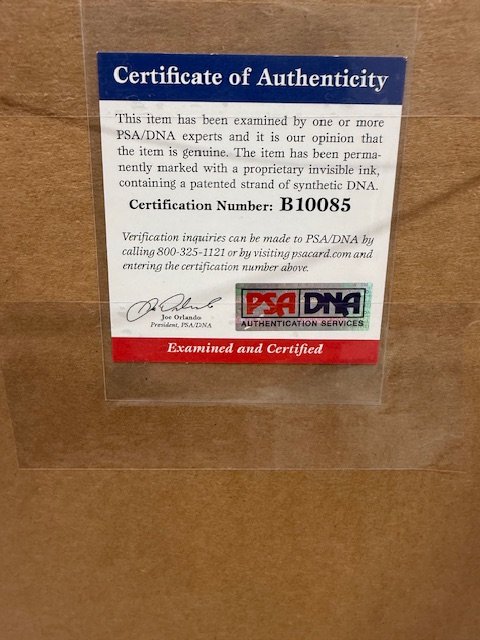 Certificate of Authenticity
This item has been examined by one or more
PSA/DNA experts and it is our opinion that
the item is genuine. The item has been perma-
nently marked with a proprietary invisible ink,
containing a patented strand of synthetic DNA.
Certification Number: B10085
Verification inquiries can be made to PSA/DNA by
calling 800-325-1121 or by visiting psacard.com and
entering the certification number above.
Joe Orlando
President, PSA/DNA
PSA DNA
AUTHENTICATION SERVICES
Examined and Certified